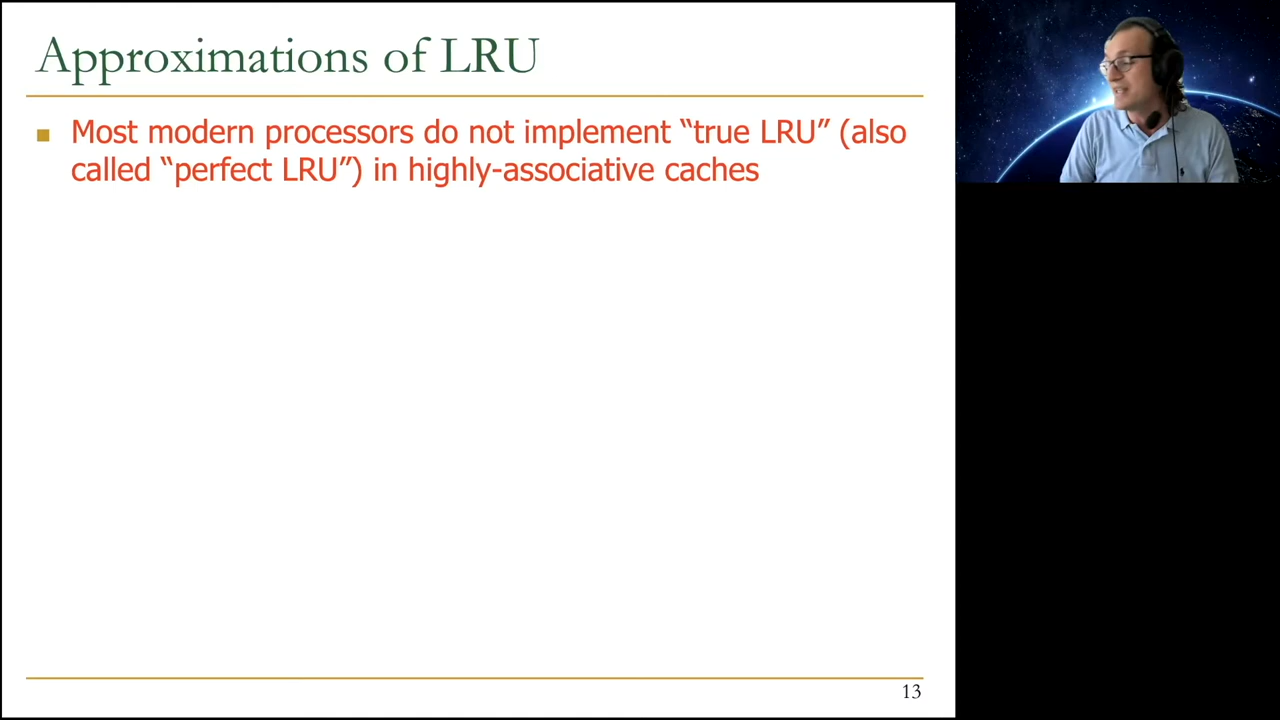 Approximations of LRU
Most modern processors do not implement “true LRU” (also
called “perfect LRU”) in highly-associative caches
13